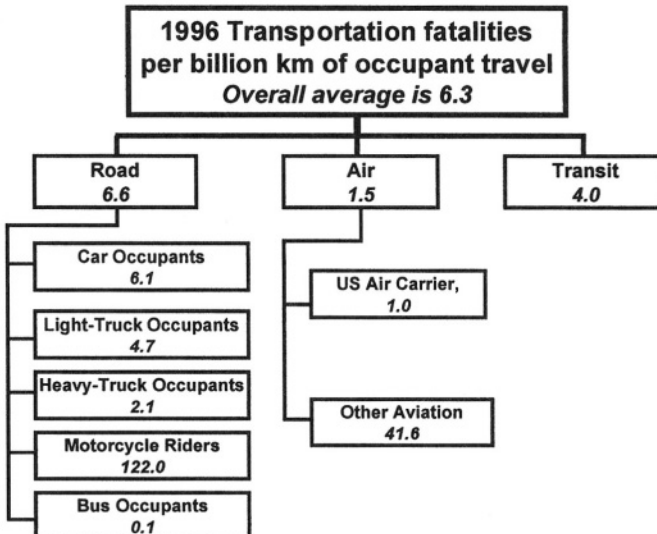 1996 Transportation fatalities
per billion km of occupant travel
Overall average is 6.3
Road
6.6
Air
1.5
Transit
4.0
Car Occupants
6.1
Light-Truck Occupants
4.7
Heavy-Truck Occupants
2.1
Motorcycle Riders
122.0
Bus Occupants
0.1
US Air Carrier,
1.0
Other Aviation
41.6